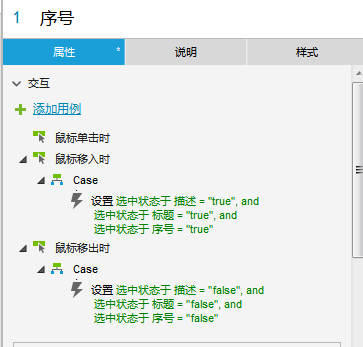 1 序号
属性 * 说明 样式
交互
添加用例
鼠标单击时
鼠标移入时
Case
设置 选中状态于 描述 = "true", and
选中状态于 标题 = "true", and
选中状态于 序号 = "true"
鼠标移出时
Case
设置 选中状态于 描述 = "false", and
选中状态于 标题 = "false", and
选中状态于 序号 = "false"